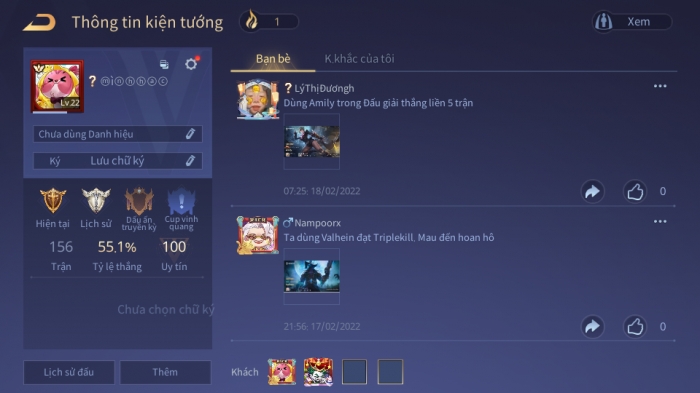 Thông tin kiện tướng
1
Xem
Lv.22
? ⓜⓘⓝⓗⓗⓐⓒ
Chưa dùng Danh hiệu
Ký Lưu chữ ký
Hiện tại
Lịch sử
Dấu ấn truyền kỳ
Cup vinh quang
156
55.1%
100
Trận
Tỷ lệ thắng
Uy tín
Chưa chọn chữ ký
Lịch sử đấu
Thêm
Bạn bè
K.khắc của tôi
? LýThịĐươngh
Dùng Amily trong Đấu giải thắng liền 5 trận
07:25: 18/02/2022
0
♂ Nampoorx
Ta dùng Valhein đạt Triplekill. Mau đến hoan hô
21:56: 17/02/2022
0
Khách